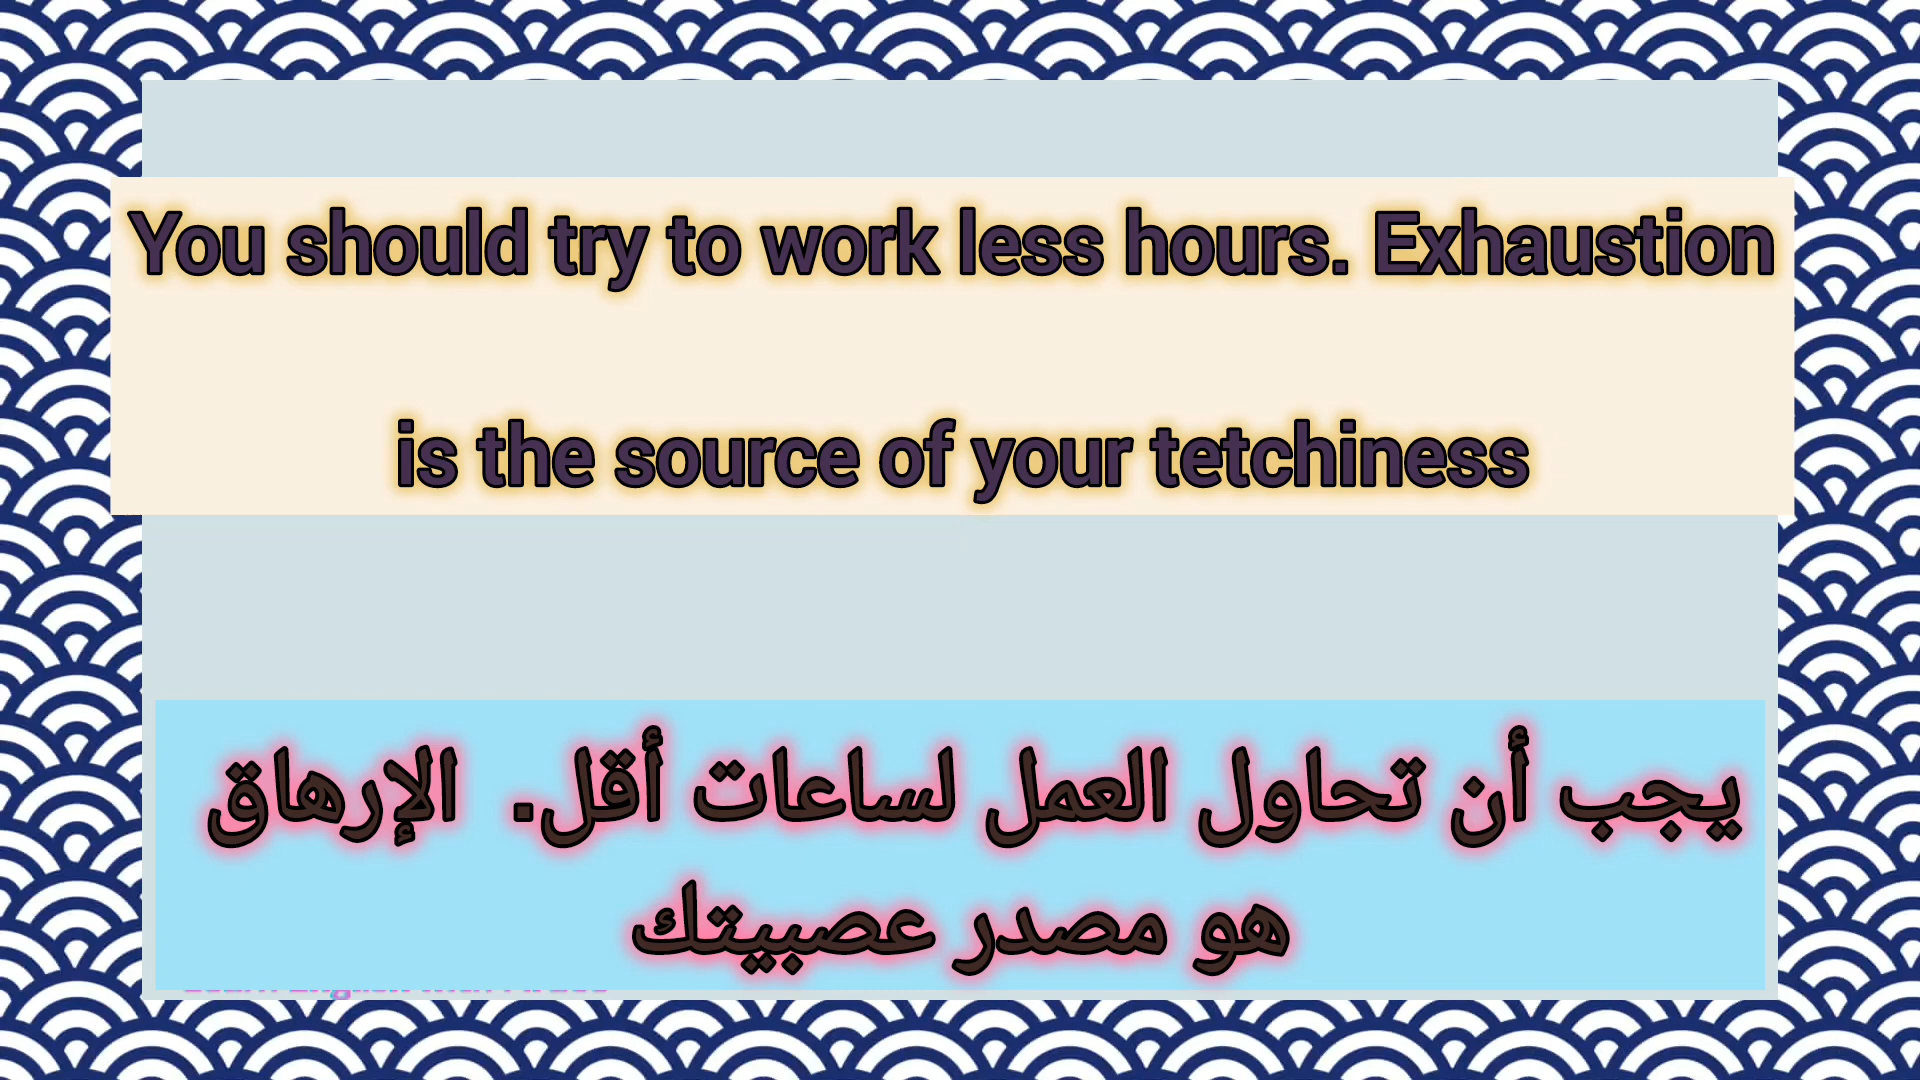 You should try to work less hours. Exhaustion
is the source of your tetchiness
يجب أن تحاول العمل لساعات أقل. الإرهاق
هو مصدر عصبيتك